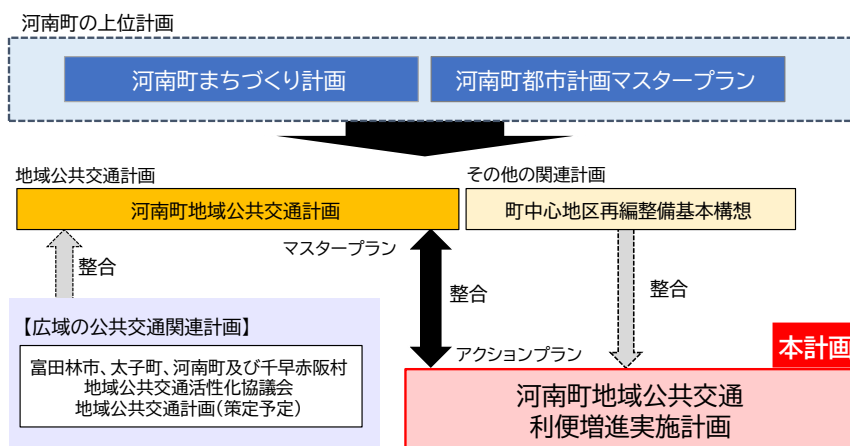 河南町の上位計画
河南町まちづくり計画
河南町都市計画マスタープラン
地域公共交通計画
その他の関連計画
河南町地域公共交通計画
町中心地区再編整備基本構想
マスタープラン
整合
整合
整合
【広域の公共交通関連計画】
富田林市、太子町、河南町及び千早赤阪村
地域公共交通活性化協議会
地域公共交通計画(策定予定)
アクションプラン
本計画
河南町地域公共交通
利便増進実施計画